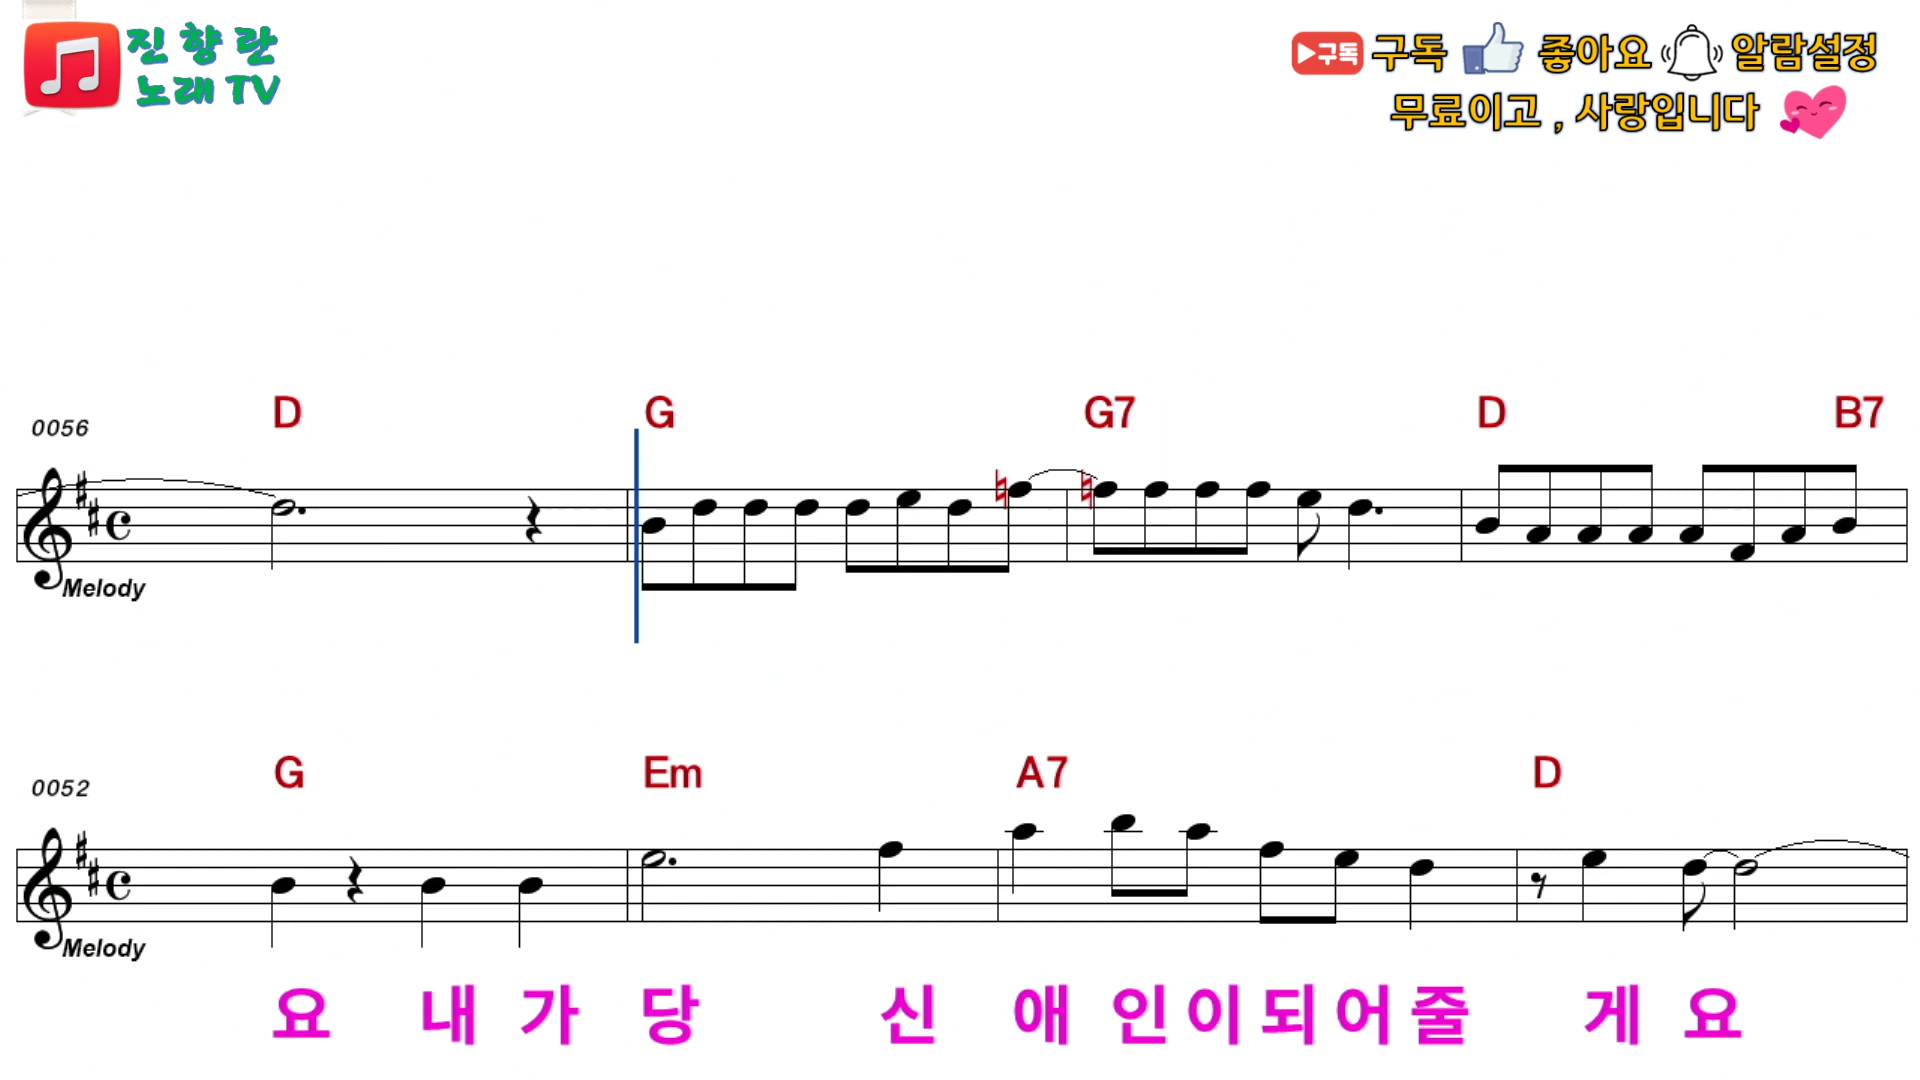 진향란
노래 TV
구독 구독 좋아요 알람설정
무료이고 , 사랑입니다
D G G7 D B7
0056
Melody
G Em A7 D
0052
Melody
요 내 가 당 신 애 인 이 되 어 줄 게 요